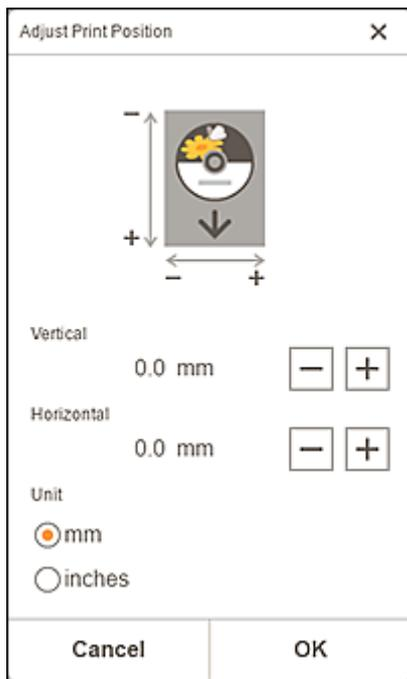 Adjust Print Position
−
+
− +
Vertical
0.0 mm − +
Horizontal
0.0 mm − +
Unit
mm
inches
Cancel OK